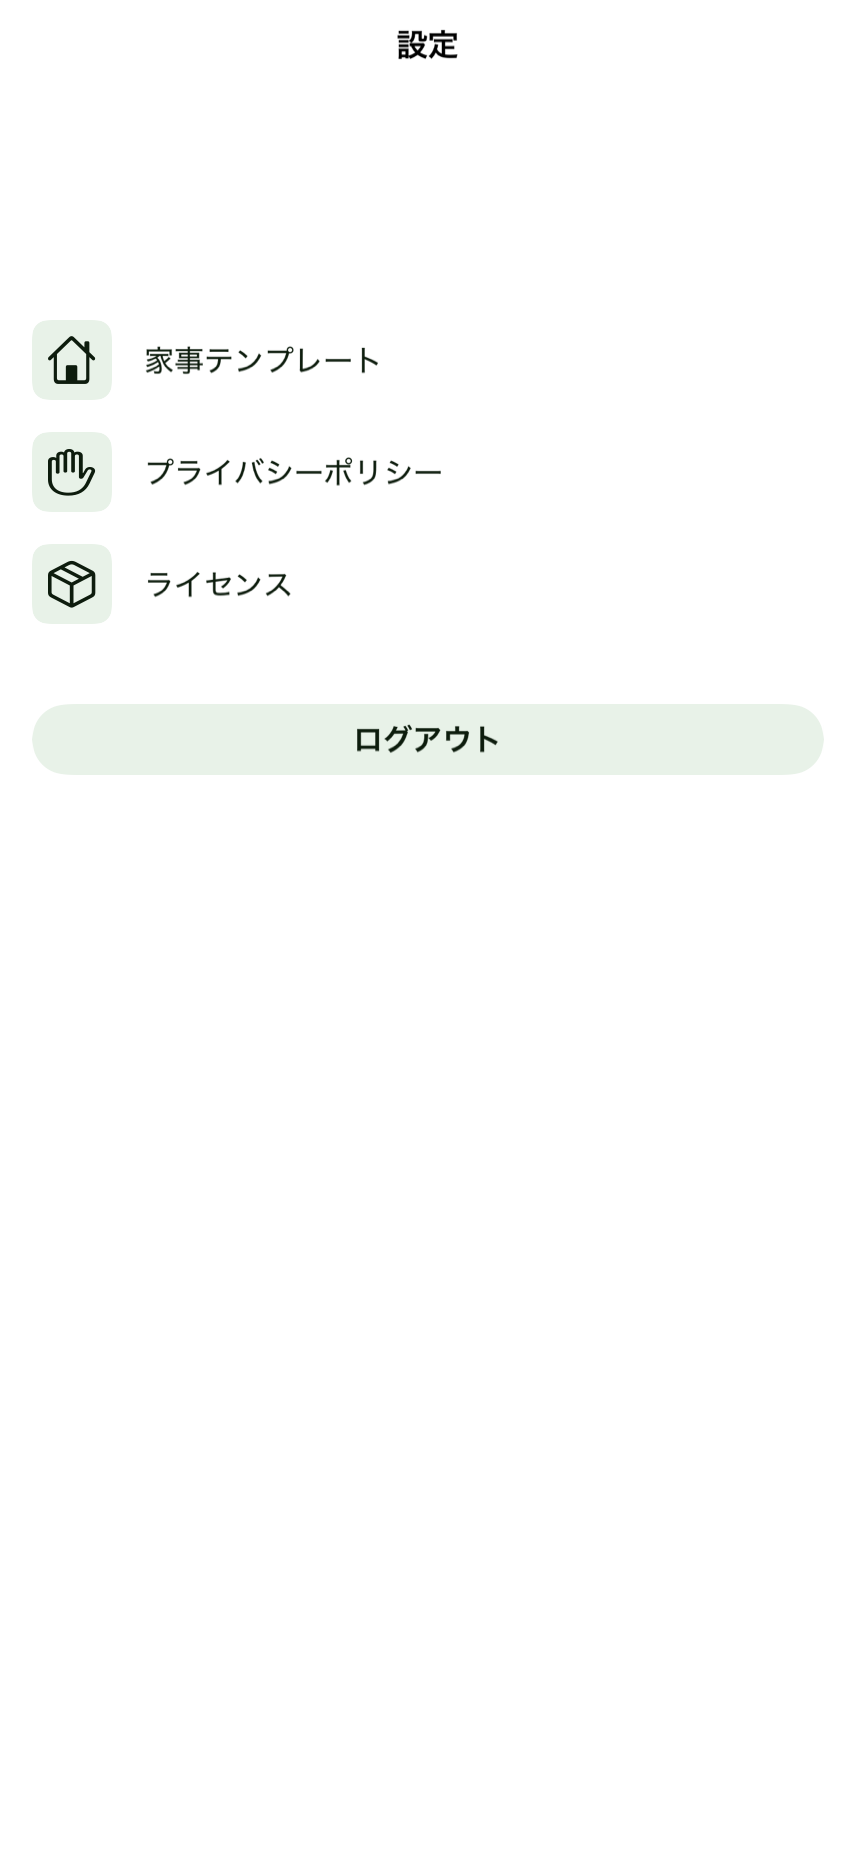 設定
家事テンプレート
プライバシーポリシー
ライセンス
ログアウト